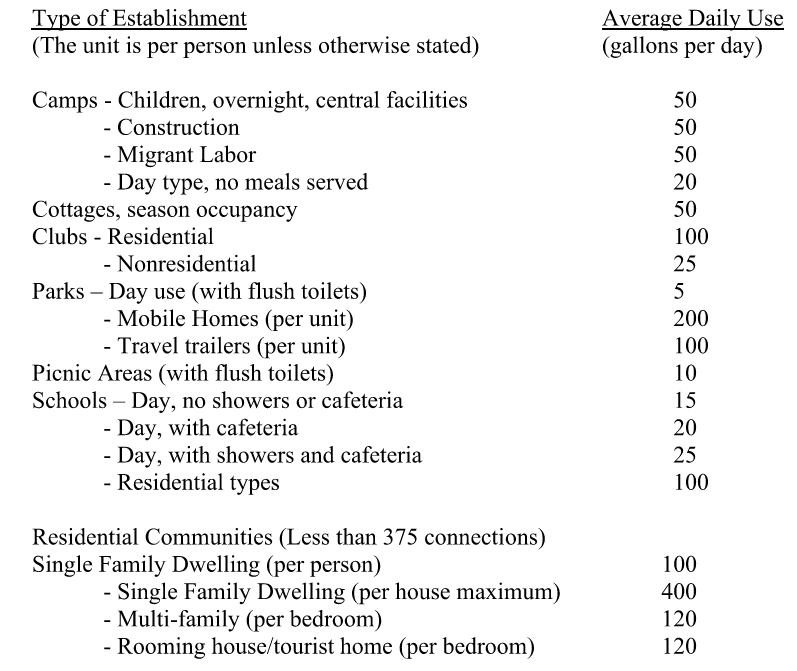 Type of Establishment Average Daily Use
(The unit is per person unless otherwise stated) (gallons per day)
Camps - Children, overnight, central facilities 50
- Construction 50
- Migrant Labor 50
- Day type, no meals served 20
Cottages, season occupancy 50
Clubs - Residential 100
- Nonresidential 25
Parks – Day use (with flush toilets) 5
- Mobile Homes (per unit) 200
- Travel trailers (per unit) 100
Picnic Areas (with flush toilets) 10
Schools – Day, no showers or cafeteria 15
- Day, with cafeteria 20
- Day, with showers and cafeteria 25
- Residential types 100
Residential Communities (Less than 375 connections)
Single Family Dwelling (per person) 100
- Single Family Dwelling (per house maximum) 400
- Multi-family (per bedroom) 120
- Rooming house/tourist home (per bedroom) 120